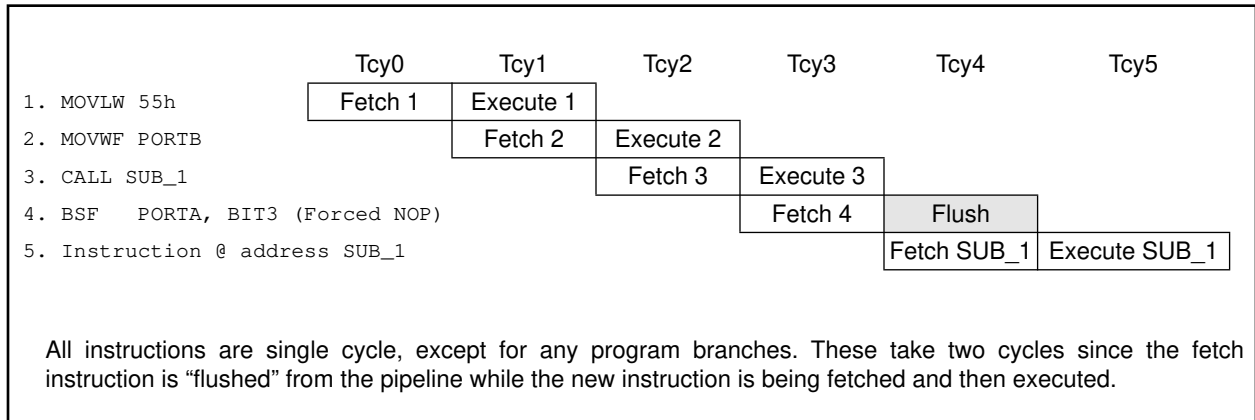 Tcy0 Tcy1 Tcy2 Tcy3 Tcy4 Tcy5
1. MOVLW 55h Fetch 1 Execute 1
2. MOVWF PORTB Fetch 2 Execute 2
3. CALL SUB_1 Fetch 3 Execute 3
4. BSF PORTA, BIT3 (Forced NOP) Fetch 4 Flush
5. Instruction @ address SUB_1 Fetch SUB_1 Execute SUB_1
All instructions are single cycle, except for any program branches. These take two cycles since the fetch
instruction is “flushed” from the pipeline while the new instruction is being fetched and then executed.